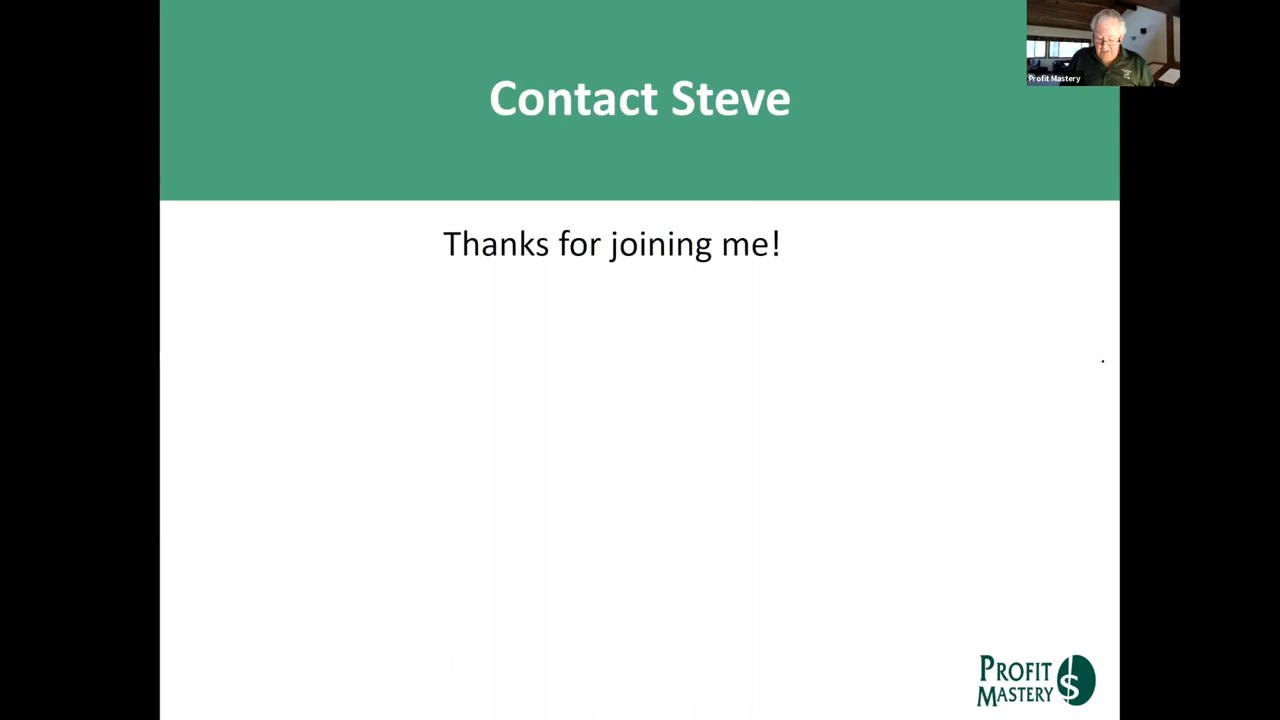 Contact Steve
Profit Mastery
Thanks for joining me!
PROFIT
MASTERY